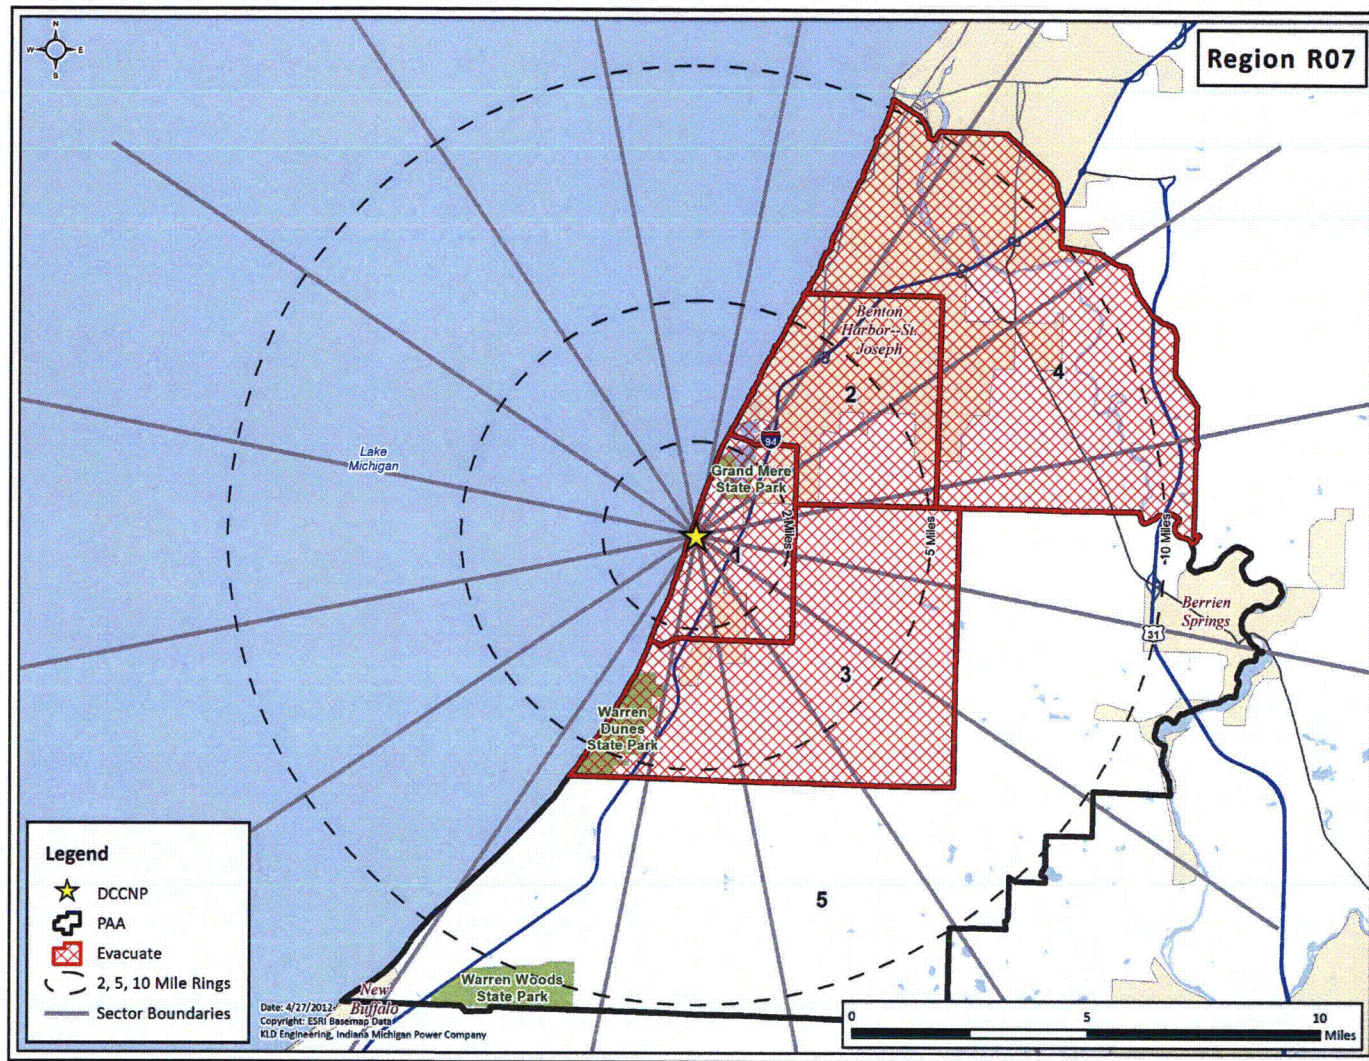 N
W
E
S
Region R07
Benton
Harbor--St.
Joseph
2
4
94
Lake
Michigan
Grand Mere
State Park
2 Miles
5 Miles
10 Miles
1
Berrien
Springs
31
3
Warren
Dunes
State Park
5
Warren Woods
State Park
New
Buffalo
Legend
DCCNP
PAA
Evacuate
2, 5, 10 Mile Rings
Sector Boundaries
Date: 4/27/2012
Copyright: ESRI Basemap Data
KLD Engineering, Indiana Michigan Power Company
0 5 10
Miles